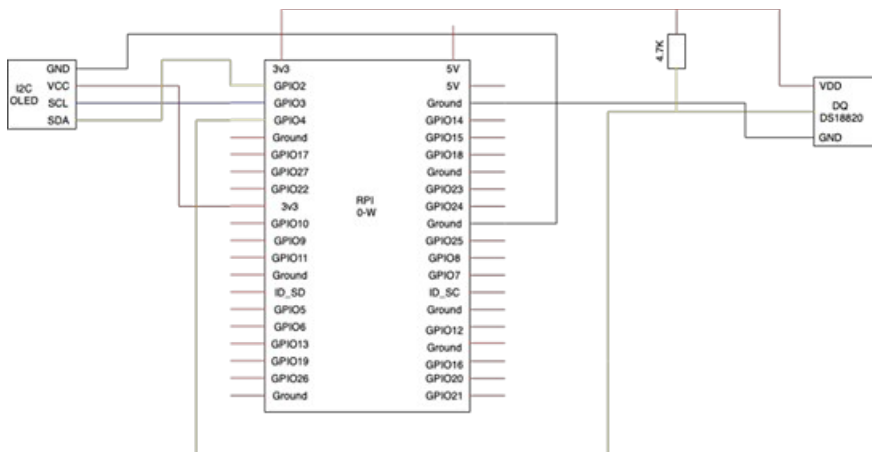 I2C
OLED
GND
VCC
SCL
SDA
3v3
GPIO2
GPIO3
GPIO4
Ground
GPIO17
GPIO27
GPIO22
3v3
GPIO10
GPIO9
GPIO11
Ground
ID_SD
GPIO5
GPIO6
GPIO13
GPIO19
GPIO26
Ground
RPI
0-W
5V
5V
Ground
GPIO14
GPIO15
GPIO18
Ground
GPIO23
GPIO24
Ground
GPIO25
GPIO8
GPIO7
ID_SC
Ground
GPIO12
Ground
GPIO16
GPIO20
GPIO21
4.7K
VDD
DQ
DS18820
GND